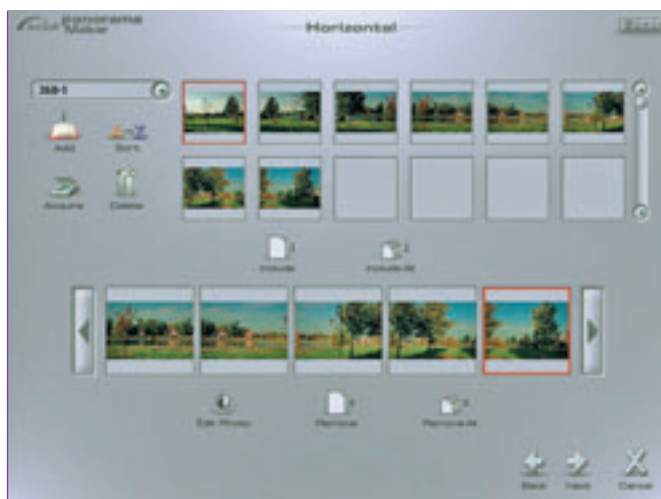 ArcSoft panorama Maker
Horizontal
360-1
Add Sort
Acquire Delete
Include Include All
Edit Photo Remove Remove All
Back Next Cancel